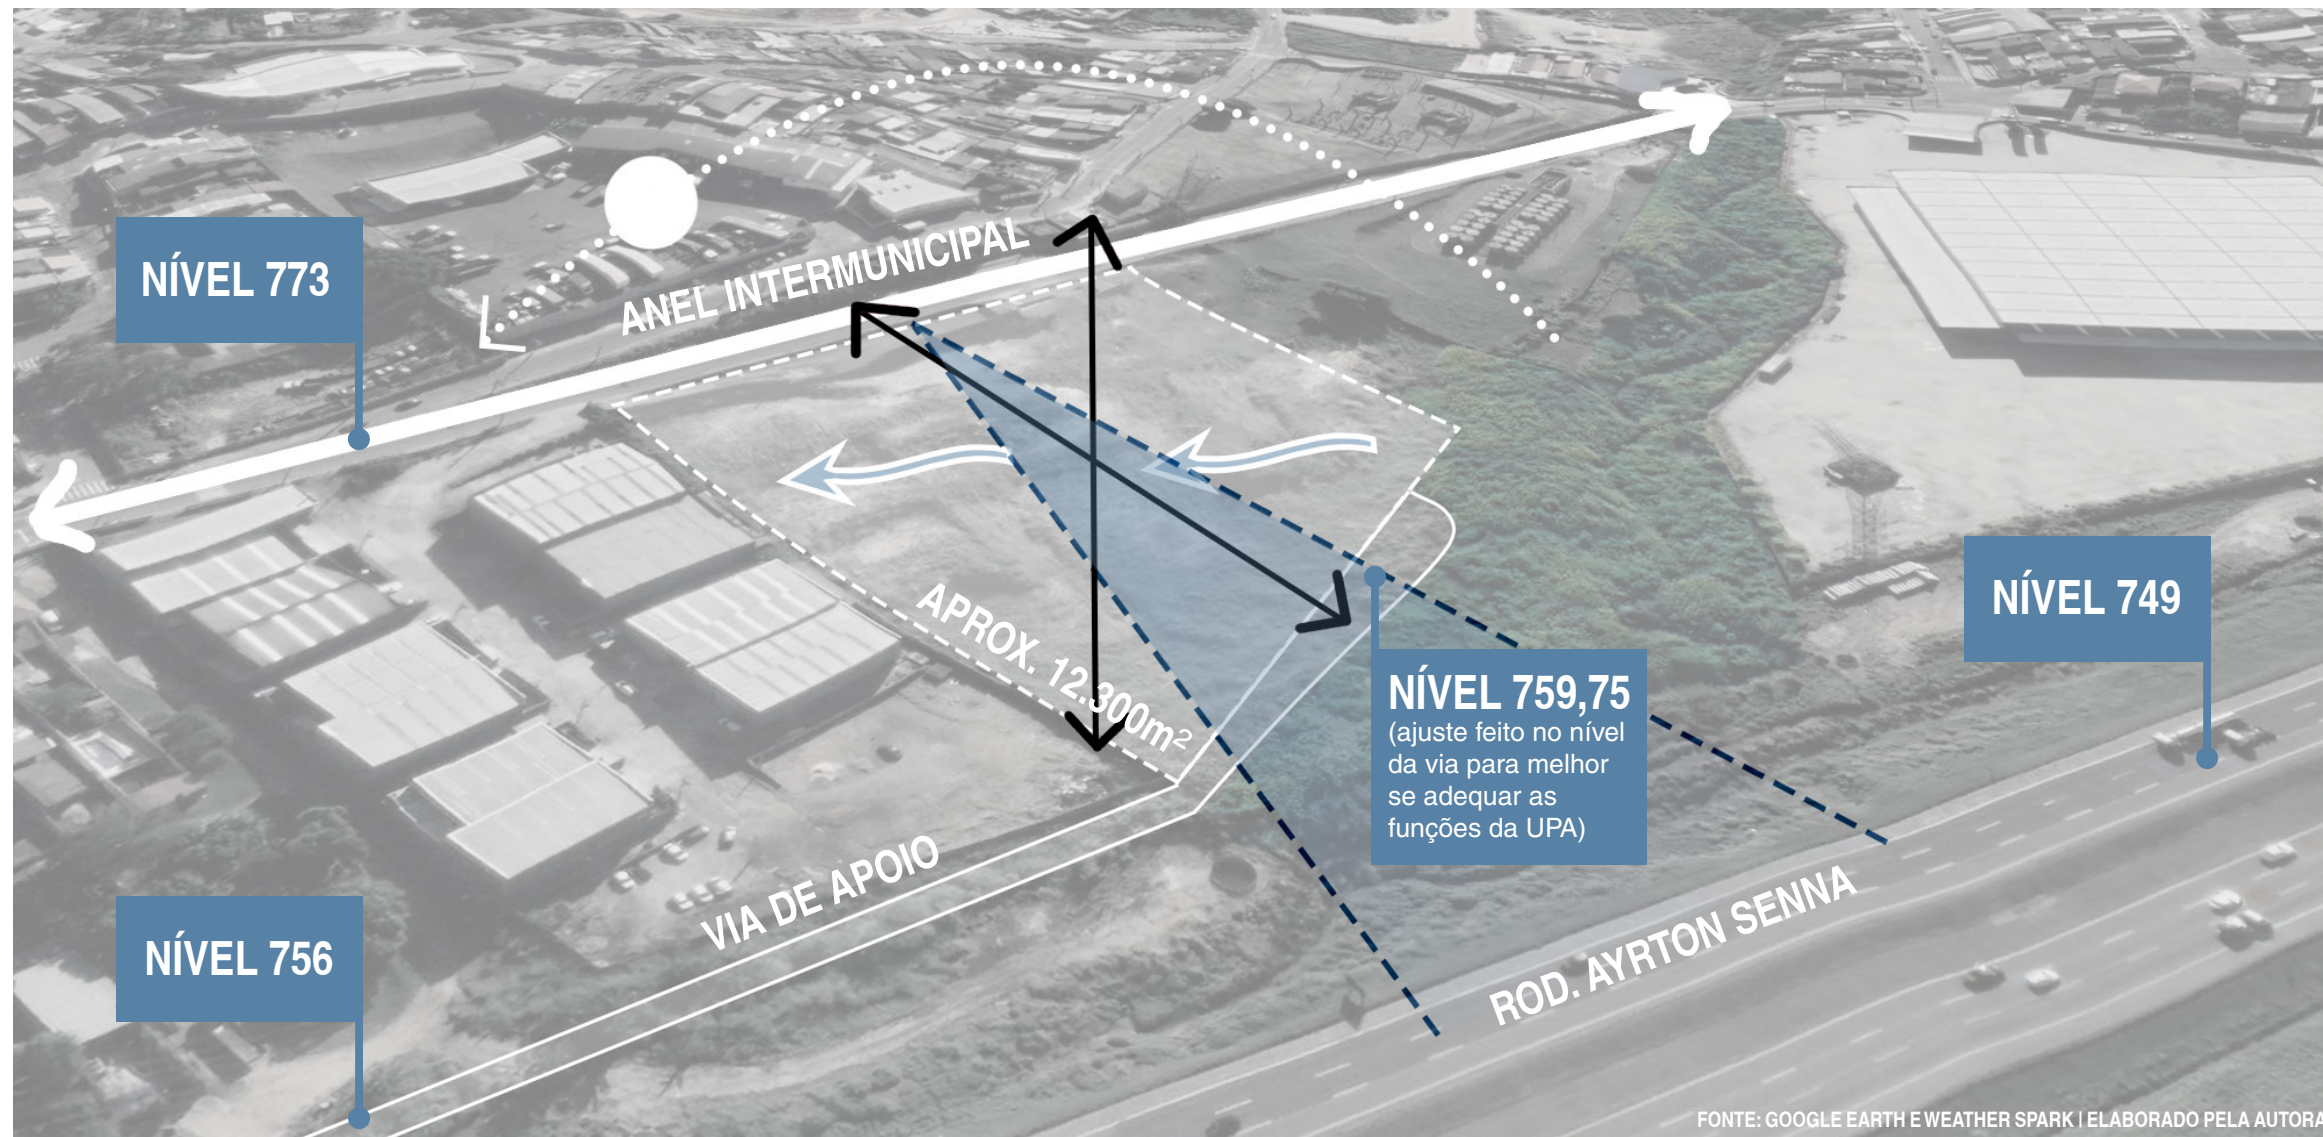 NÍVEL 773
ANEL INTERMUNICIPAL
NÍVEL 749
APROX. 12.300m²
NÍVEL 759,75
(ajuste feito no nível
da via para melhor
se adequar as
funções da UPA)
VIA DE APOIO
NÍVEL 756
ROD. AYRTON SENNA
FONTE: GOOGLE EARTH E WEATHER SPARK | ELABORADO PELA AUTORA